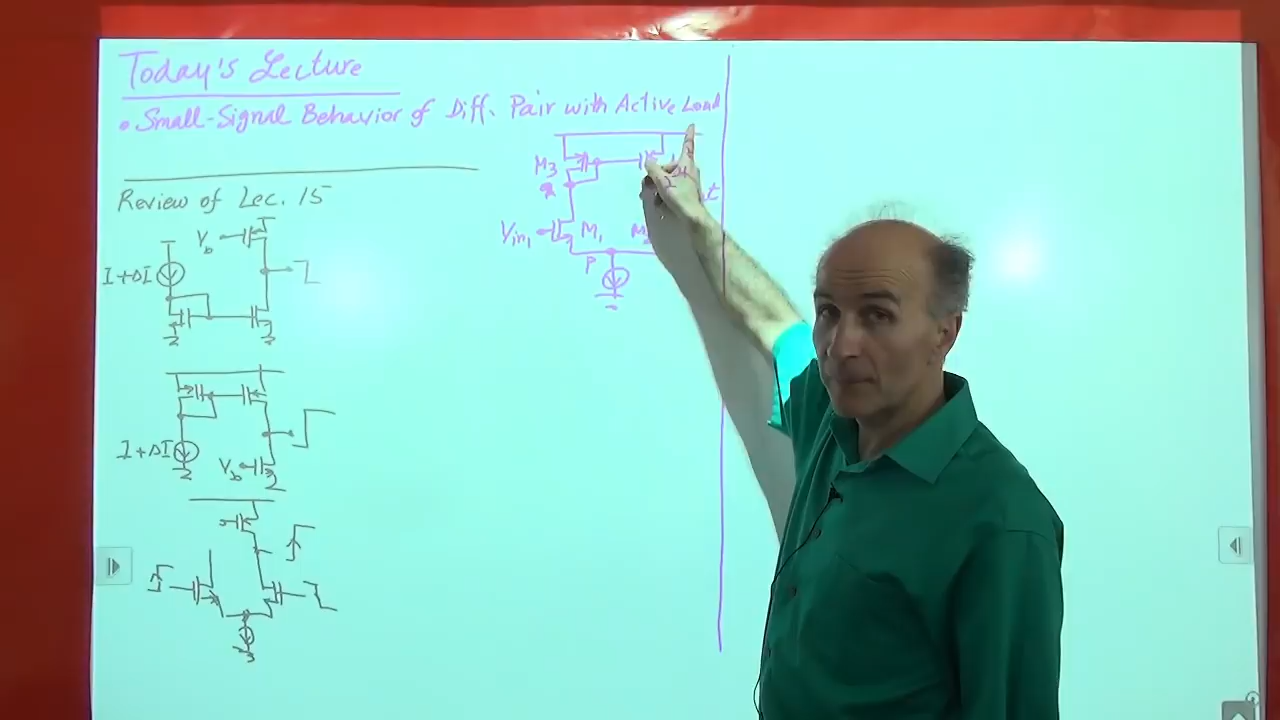 Today's Lecture
• Small-Signal Behavior of Diff. Pair with Active Load
Review of Lec. 15
M3
Vin1
M1
P
Vb
I+ΔI
I+ΔI
Vb